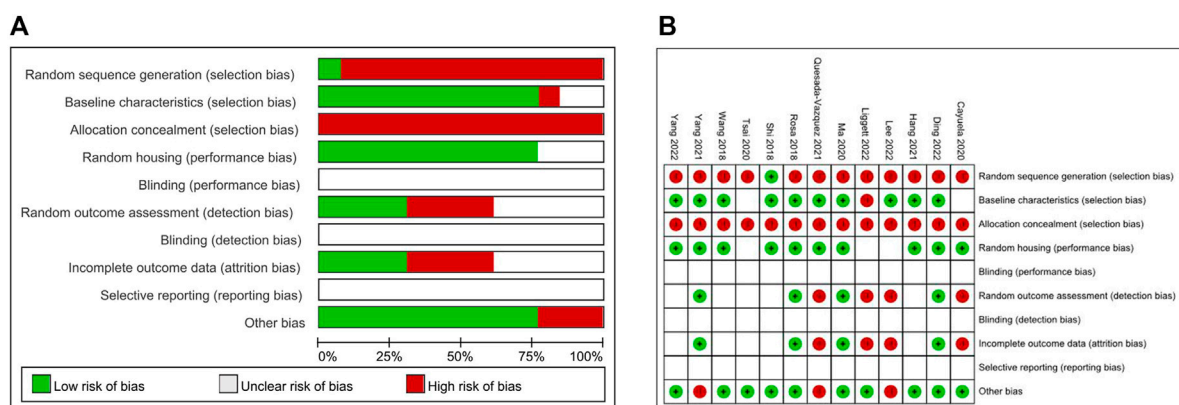 A
Random sequence generation (selection bias)
Baseline characteristics (selection bias)
Allocation concealment (selection bias)
Random housing (performance bias)
Blinding (performance bias)
Random outcome assessment (detection bias)
Blinding (detection bias)
Incomplete outcome data (attrition bias)
Selective reporting (reporting bias)
Other bias
0% 25% 50% 75% 100%
Low risk of bias Unclear risk of bias High risk of bias
B
Yang 2022
Yang 2021
Wang 2018
Tsai 2020
Shi 2018
Rosa 2018
Quesada-Vazquez 2021
Ma 2020
Liggett 2022
Lee 2022
Hang 2021
Ding 2022
Cayuela 2020
Random sequence generation (selection bias)
Baseline characteristics (selection bias)
Allocation concealment (selection bias)
Random housing (performance bias)
Blinding (performance bias)
Random outcome assessment (detection bias)
Blinding (detection bias)
Incomplete outcome data (attrition bias)
Selective reporting (reporting bias)
Other bias